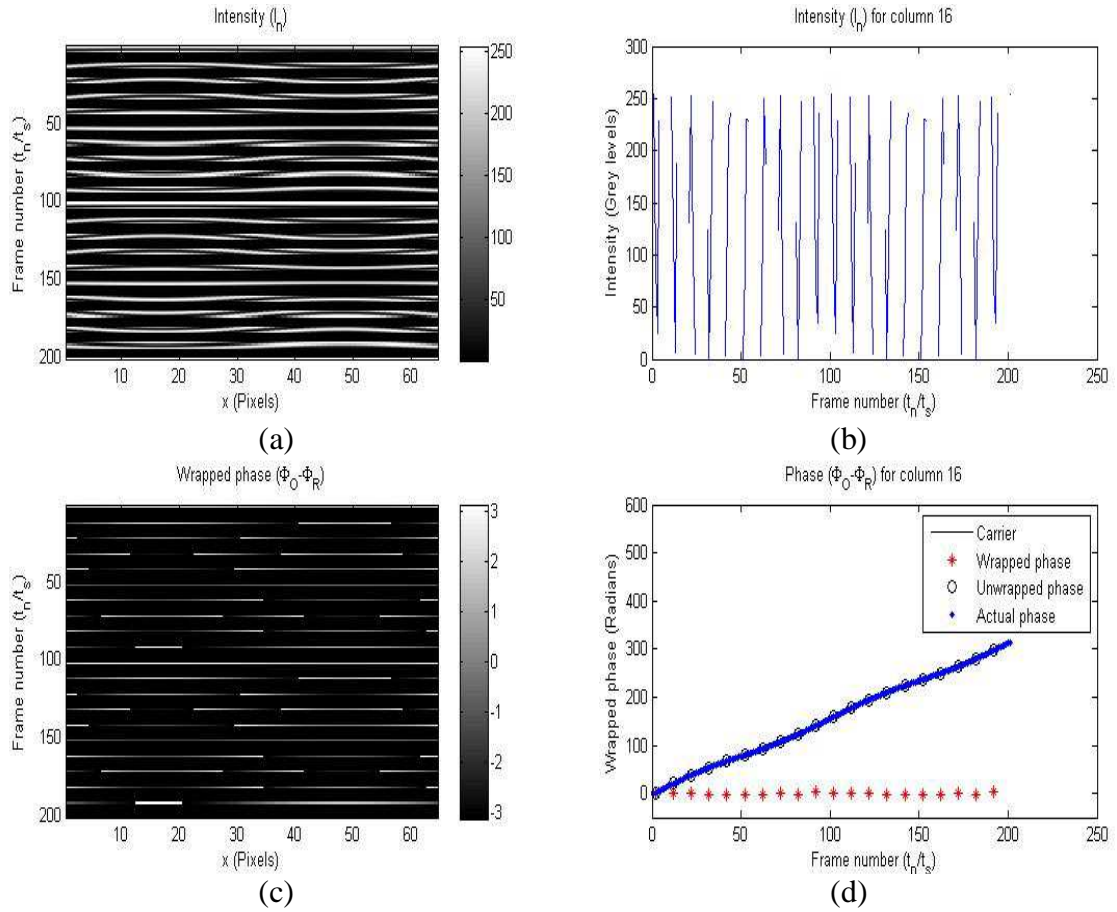 Intensity (I_n)
Frame number (t_n/t_s)
50
100
150
200
10 20 30 40 50 60
x (Pixels)
250
200
150
100
50
(a)
Intensity (I_n) for column 16
Intensity (Grey levels)
300
250
200
150
100
50
0
0 50 100 150 200 250
Frame number (t_n/t_s)
(b)
Wrapped phase (Φ_O-Φ_R)
Frame number (t_n/t_s)
50
100
150
200
10 20 30 40 50 60
x (Pixels)
3
2
1
0
-1
-2
-3
(c)
Phase (Φ_O-Φ_R) for column 16
Wrapped phase (Radians)
600
500
400
300
200
100
0
Carrier
Wrapped phase
Unwrapped phase
Actual phase
0 50 100 150 200 250
Frame number (t_n/t_s)
(d)